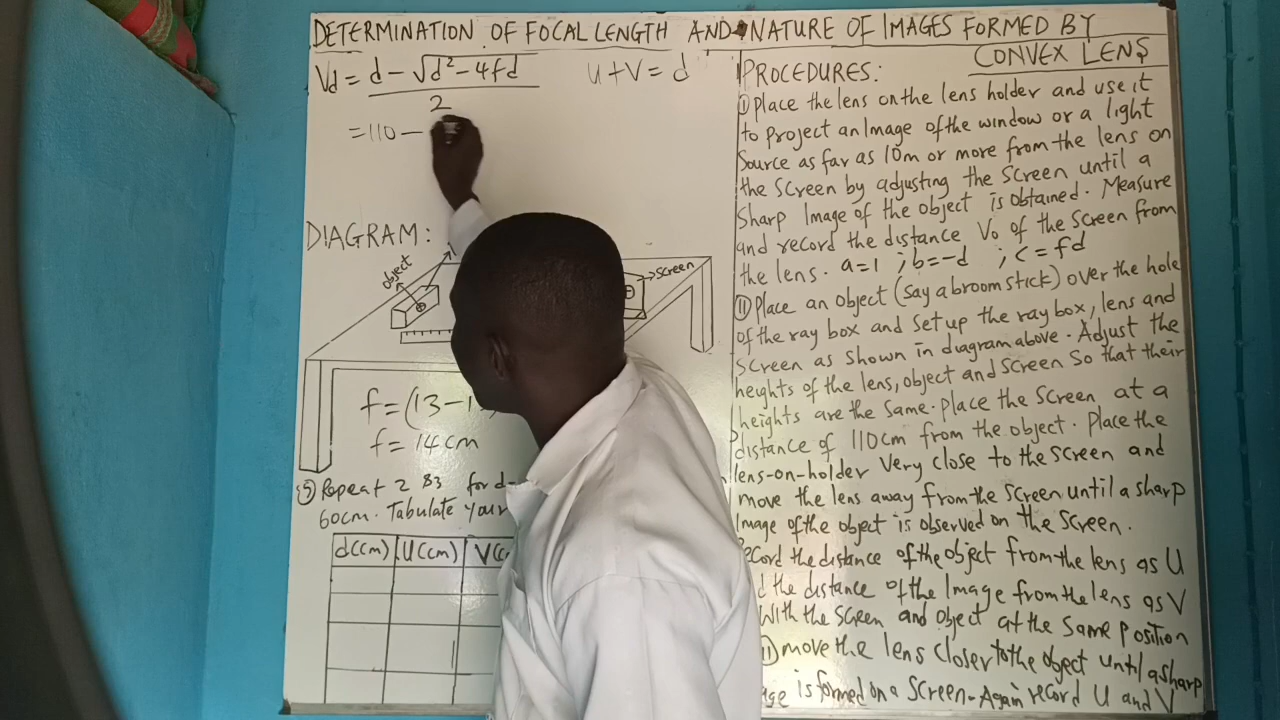 DETERMINATION OF FOCAL LENGTH AND NATURE OF IMAGES FORMED BY
CONVEX LENS
Vd = d - √d² - 4fd
2
U + V = d
= 110 -
DIAGRAM:
object
Screen
f = (13 - 1
f = 14cm
Repeat 2 &3 for d-
60cm. Tabulate your
d(cm) U(cm) V(c
PROCEDURES:
(i) Place the lens on the lens holder and use it
to project an Image of the window or a light
Source as far as 10m or more from the lens on
the Screen by adjusting the Screen until a
Sharp Image of the object is obtained. Measure
and record the distance Vo of the Screen from
the lens. a=1 ; b=-d ; c = fd
(ii) Place an object (say a broom stick) over the hole
of the ray box and set up the ray box, lens and
Screen as shown in diagram above. Adjust the
heights of the lens, object and Screen So that their
heights are the Same. Place the Screen at a
distance of 110cm from the object. Place the
lens-on-holder Very close to the Screen and
move the lens away from the Screen until a sharp
Image of the object is observed on the Screen.
ecord the distance of the object from the lens as U
d the distance of the Image from the lens as V
With the Screen and object at the Same position
move the lens closer to the object until a sharp
ge is formed on a Screen. Again record U and V